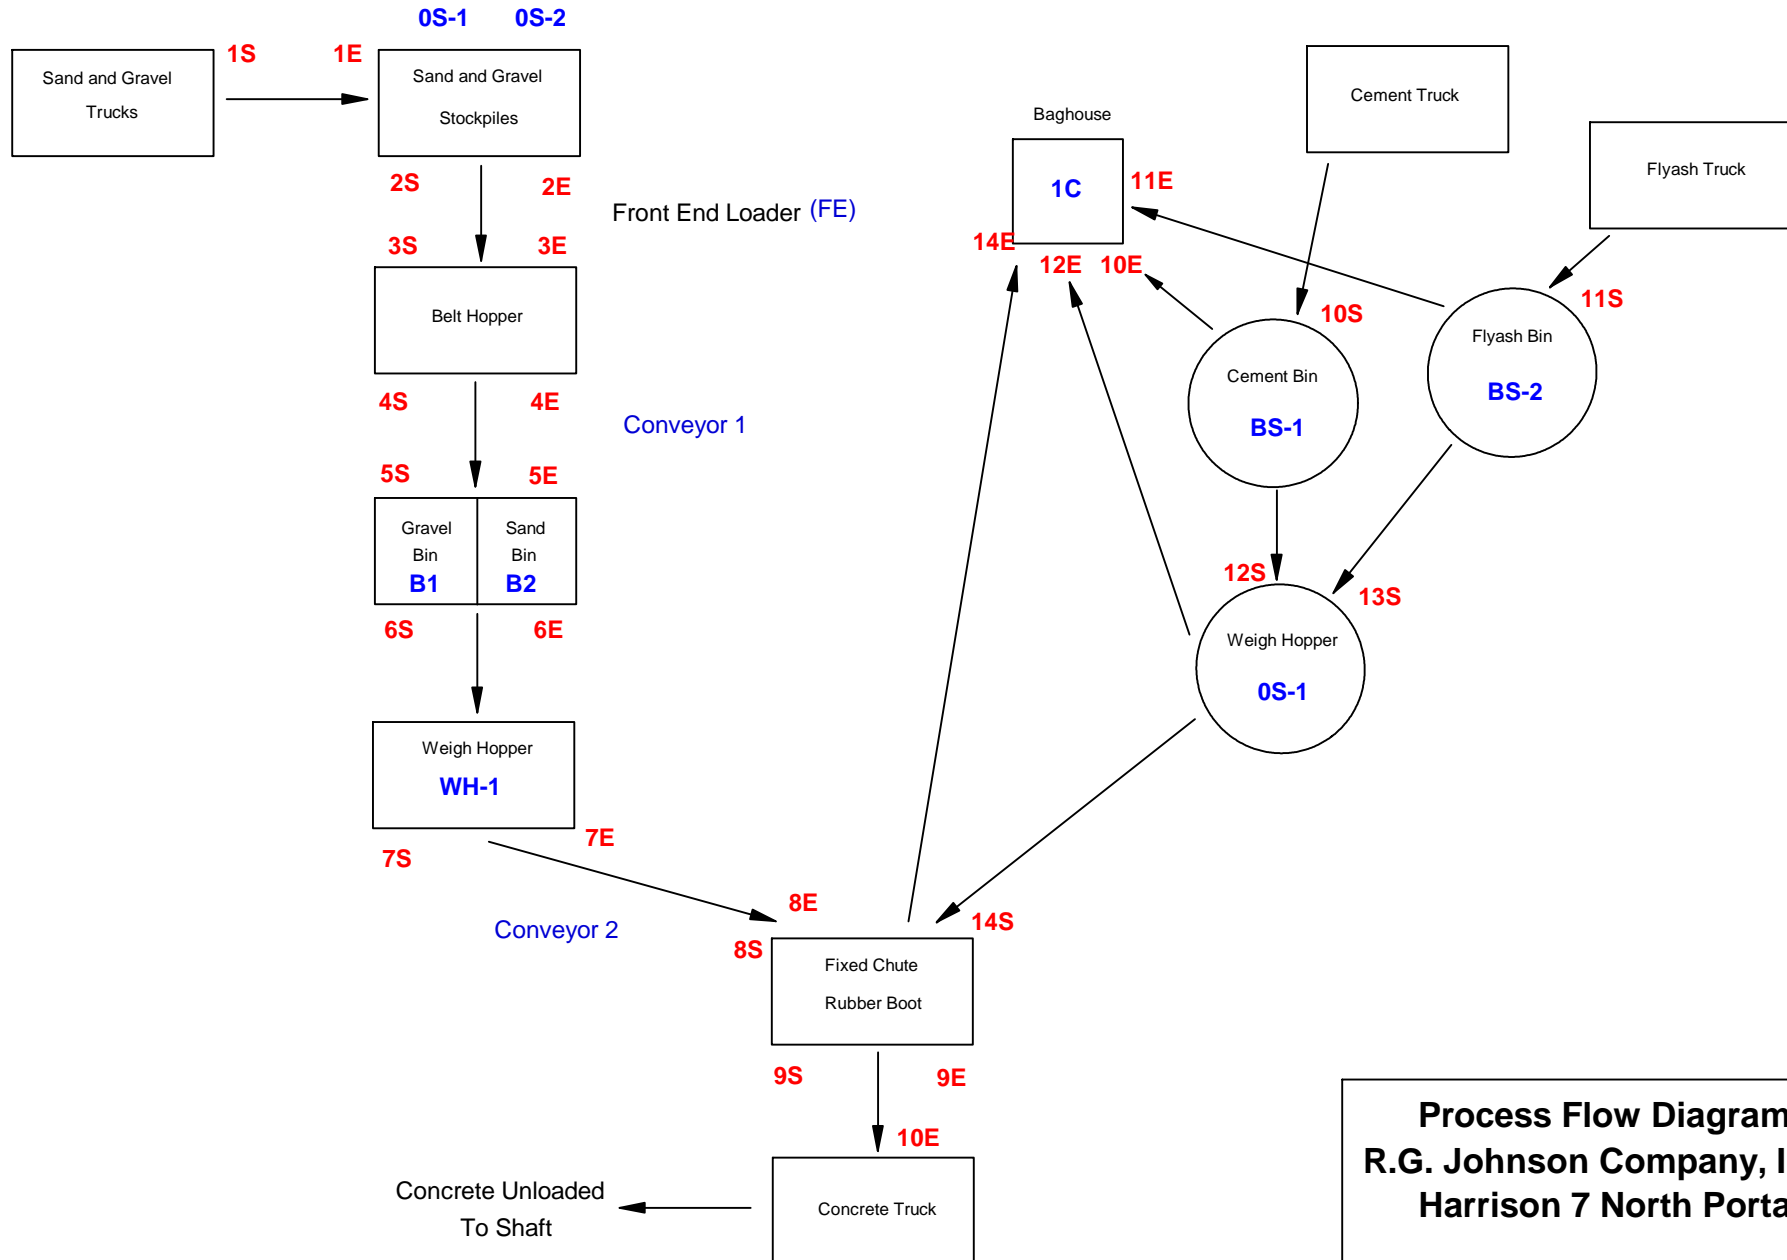 0S-1 0S-2
1S 1E
Sand and Gravel
Trucks
Sand and Gravel
Stockpiles
2S 2E
Front End Loader (FE)
3S 3E
Belt Hopper
4S 4E
Conveyor 1
5S 5E
Gravel
Bin
B1
Sand
Bin
B2
6S 6E
Weigh Hopper
WH-1
7S 7E
Conveyor 2
8E
8S
14S
Fixed Chute
Rubber Boot
9S 9E
10E
Concrete Truck
Concrete Unloaded
To Shaft
Baghouse
1C
11E
14E
12E 10E
Cement Truck
Flyash Truck
10S
11S
Cement Bin
BS-1
Flyash Bin
BS-2
12S
13S
Weigh Hopper
0S-1
Process Flow Diagram
R.G. Johnson Company, I
Harrison 7 North Porta